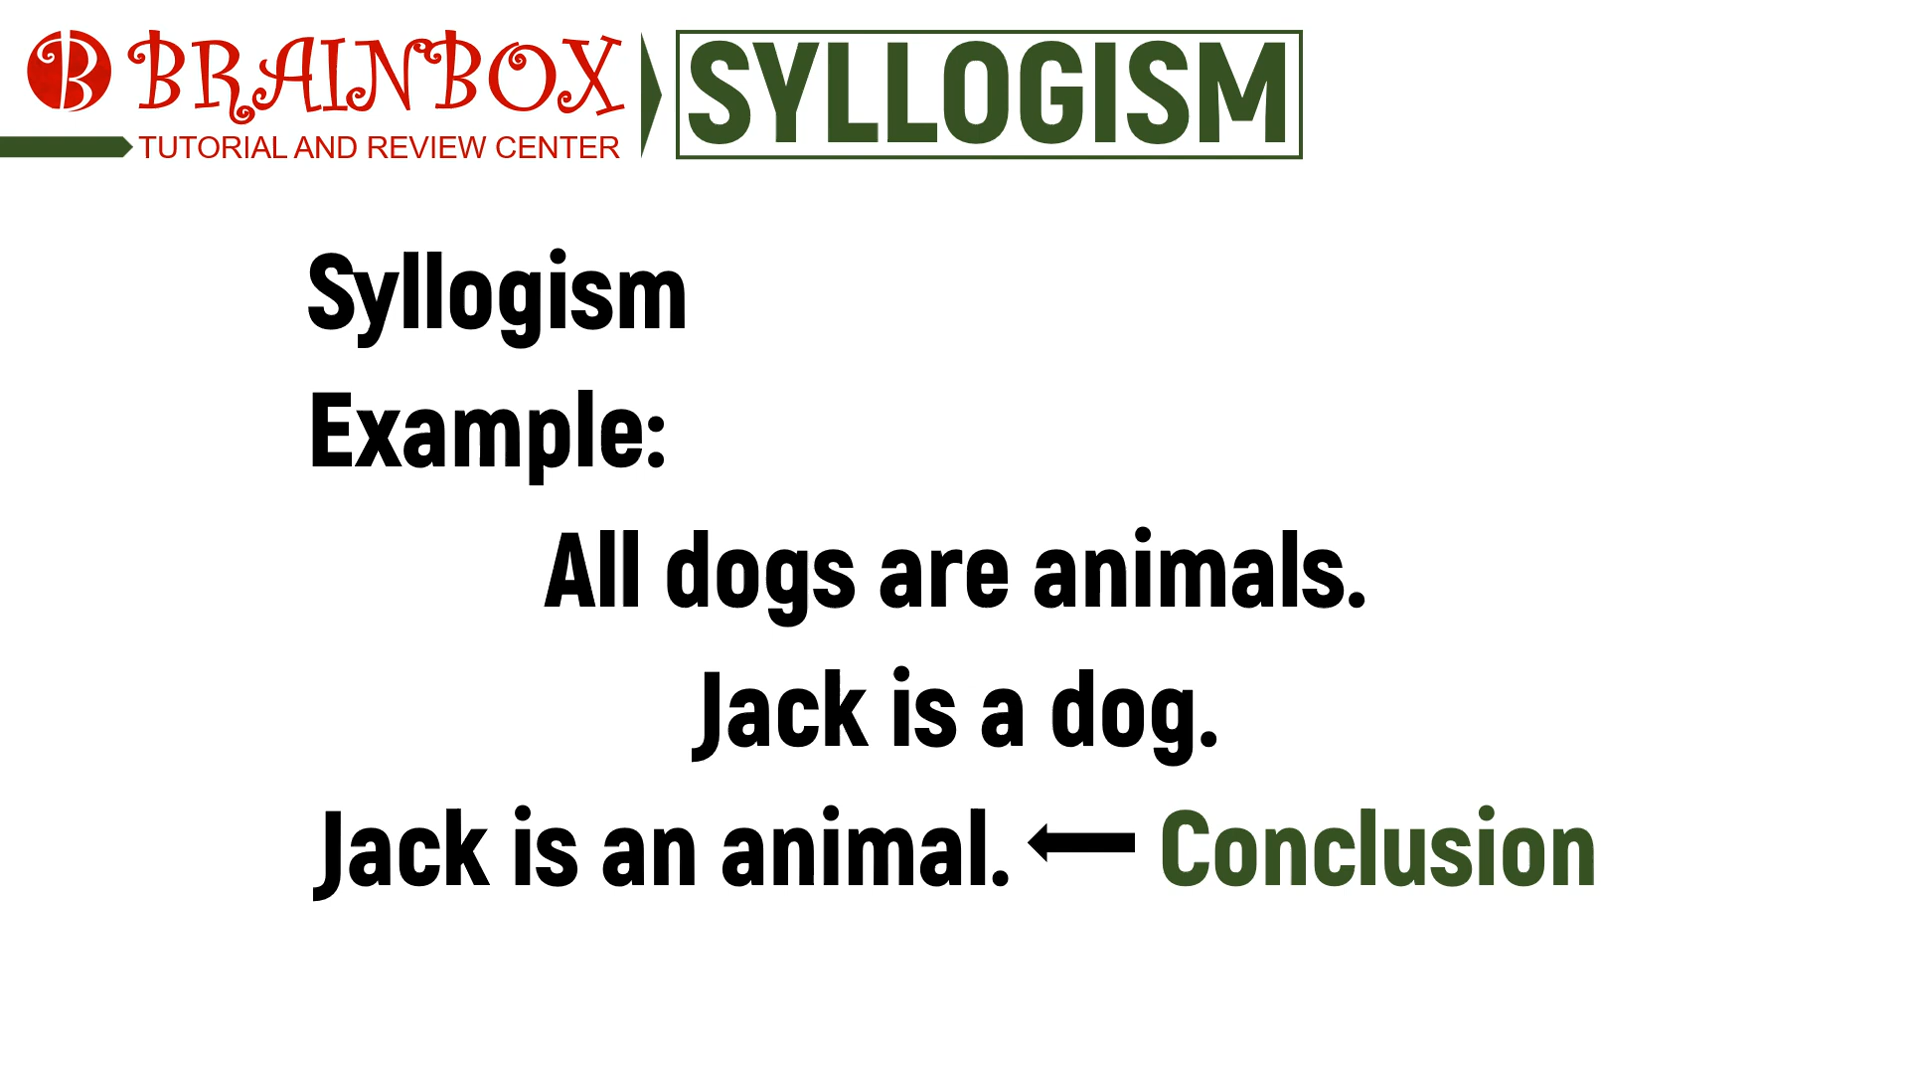 BRAINBOX
TUTORIAL AND REVIEW CENTER
SYLLOGISM
Syllogism
Example:
All dogs are animals.
Jack is a dog.
Jack is an animal. Conclusion